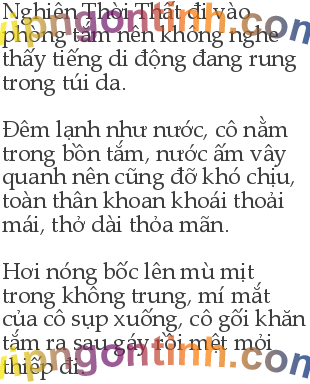 Nghiên Thời Thất đi vào
phòng tắm nên không nghe
thấy tiếng di động đang rung
trong túi da.
Đêm lạnh như nước, cô nằm
trong bồn tắm, nước ấm vây
quanh nên cũng đỡ khó chịu,
toàn thân khoan khoái thoải
mái, thở dài thỏa mãn.
Hơi nóng bốc lên mù mịt
trong không trung, mí mắt
của cô sụp xuống, cô gối khăn
tắm ra sau gáy rồi mệt mỏi
thiếp đi.
vipngontinh.com
vipngontinh.com